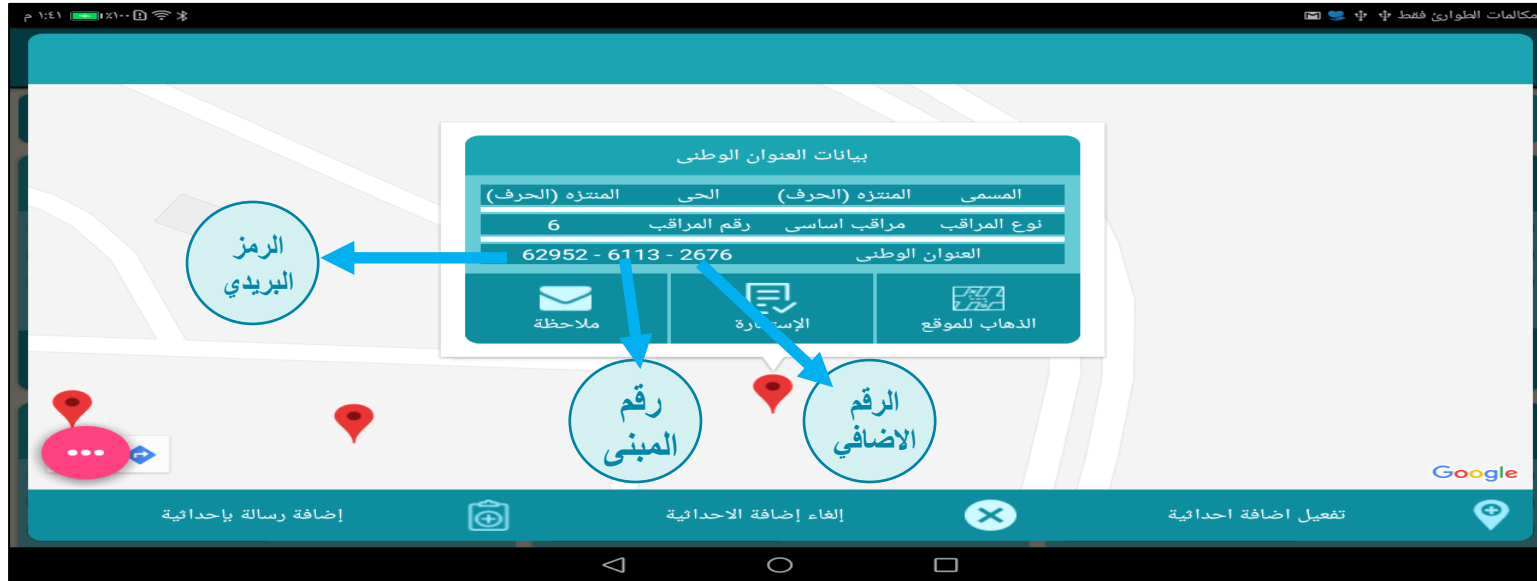 مكالمات الطوارئ فقط
١٠٠٪ ١:٤١ م
بيانات العنوان الوطنى
المسمى المنتزه (الحرف) الحى المنتزه (الحرف)
نوع المراقب مراقب اساسى رقم المراقب 6
العنوان الوطنى 62952 - 6113 - 2676
الذهاب للموقع
ملاحظة
الرمز
البريدي
رقم
المبنى
الرقم
الاضافي
Google
تفعيل اضافة احداثية
إلغاء إضافة الاحداثية
إضافة رسالة بإحداثية